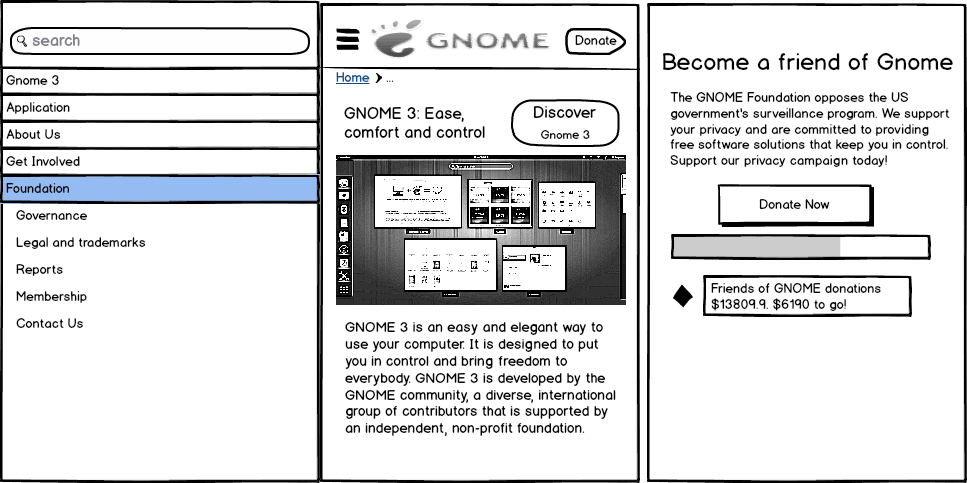 search
Gnome 3
Application
About Us
Get Involved
Foundation
Governance
Legal and trademarks
Reports
Membership
Contact Us
GNOME
Donate
Home > ...
GNOME 3: Ease,
comfort and control
Discover
Gnome 3
GNOME 3 is an easy and elegant way to
use your computer. It is designed to put
you in control and bring freedom to
everybody. GNOME 3 is developed by the
GNOME community, a diverse, international
group of contributors that is supported by
an independent, non-profit foundation.
Become a friend of Gnome
The GNOME Foundation opposes the US
government's surveillance program. We support
your privacy and are committed to providing
free software solutions that keep you in control.
Support our privacy campaign today!
Donate Now
Friends of GNOME donations
$13809.9. $6190 to go!